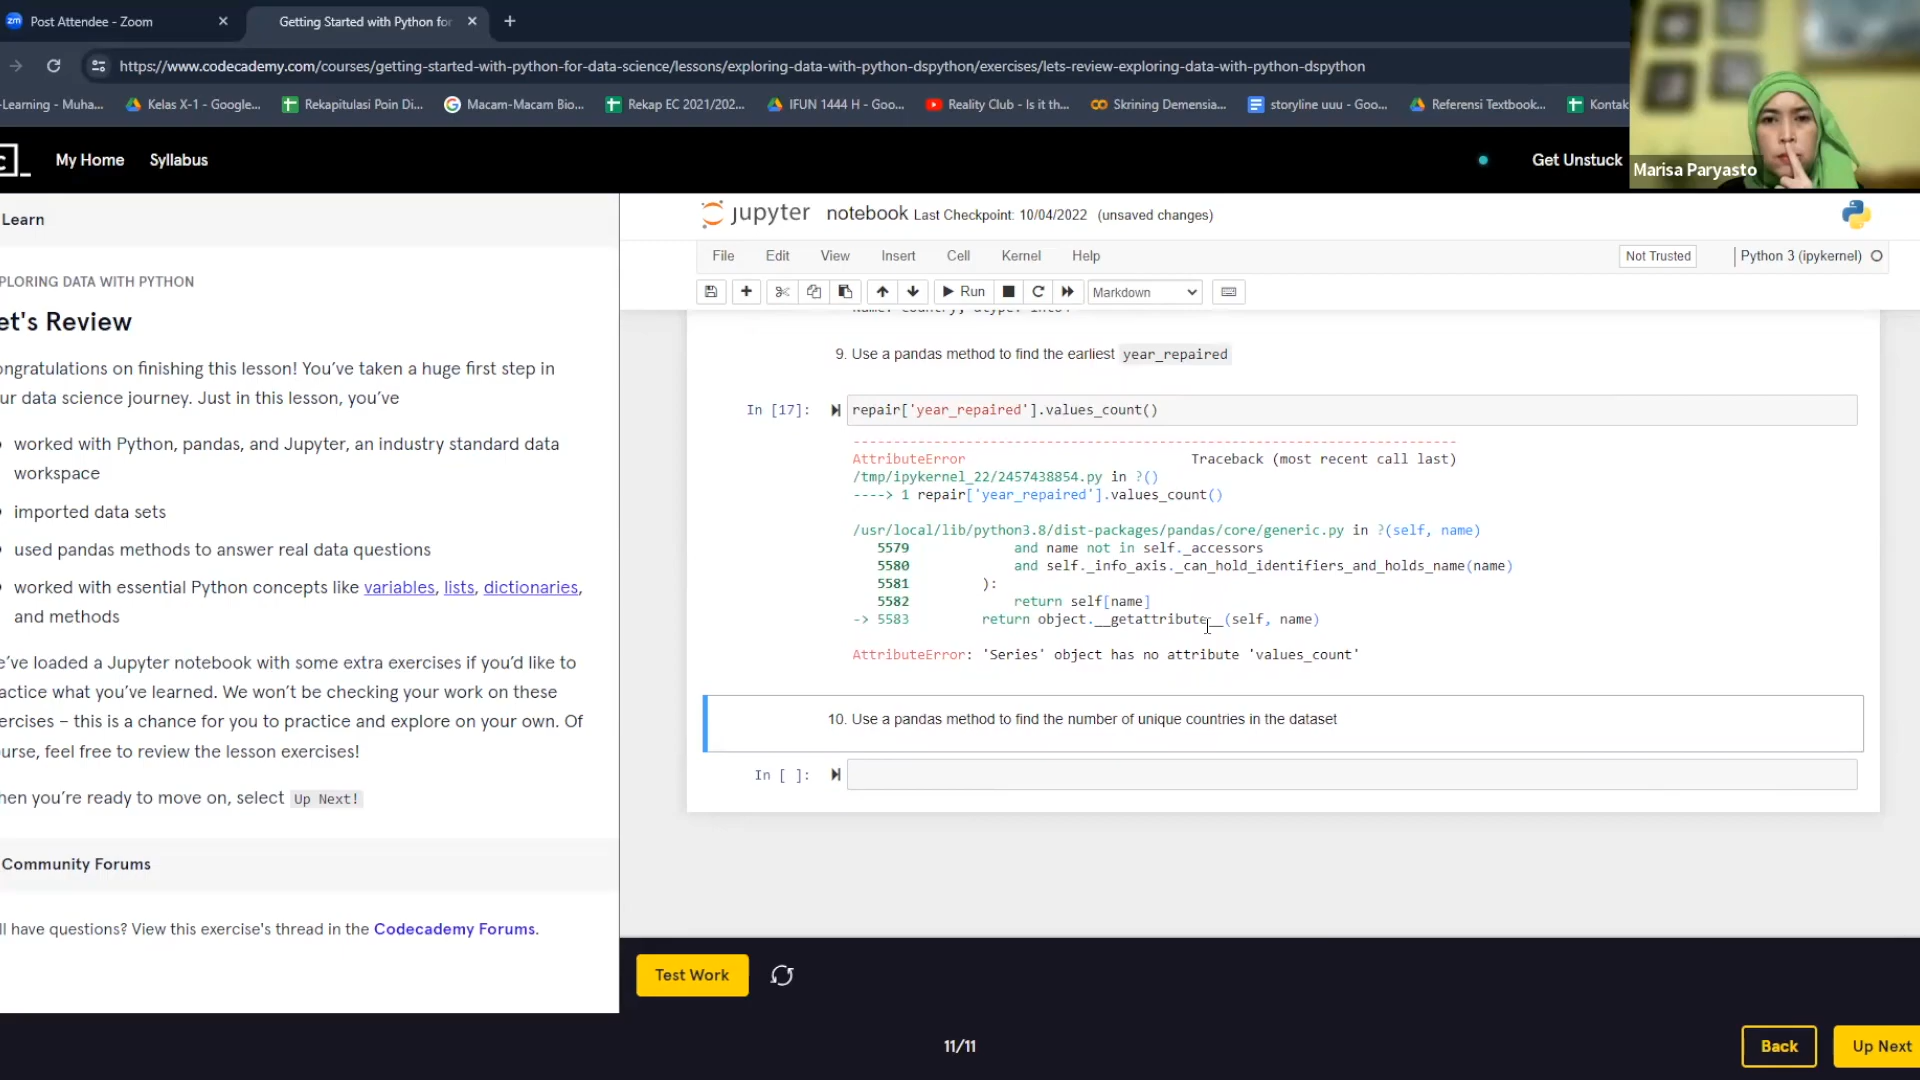 Post Attendee - Zoom
Getting Started with Python for
https://www.codecademy.com/courses/getting-started-with-python-for-data-science/lessons/exploring-data-with-python-dspython/exercises/lets-review-exploring-data-with-python-dspython
-Learning - Muha...
Kelas X-1 - Google...
Rekapitulasi Poin Di...
Macam-Macam Bio...
Rekap EC 2021/202...
IFUN 1444 H - Goo...
Reality Club - Is it th...
Skrining Demensia...
storyline uuu - Goo...
Referensi Textbook...
Kontak
My Home
Syllabus
Get Unstuck
Marisa Paryasto
Learn
PLORING DATA WITH PYTHON
et's Review
ongratulations on finishing this lesson! You've taken a huge first step in
ur data science journey. Just in this lesson, you've
worked with Python, pandas, and Jupyter, an industry standard data
workspace
imported data sets
used pandas methods to answer real data questions
worked with essential Python concepts like variables, lists, dictionaries,
and methods
e've loaded a Jupyter notebook with some extra exercises if you'd like to
actice what you've learned. We won't be checking your work on these
ercises – this is a chance for you to practice and explore on your own. Of
ourse, feel free to review the lesson exercises!
hen you're ready to move on, select Up Next!
Community Forums
ll have questions? View this exercise's thread in the Codecademy Forums.
jupyter notebook Last Checkpoint: 10/04/2022 (unsaved changes)
File Edit View Insert Cell Kernel Help
Not Trusted
Python 3 (ipykernel)
Run
Markdown
9. Use a pandas method to find the earliest year_repaired
In [17]: repair['year_repaired'].values_count()
---------------------------------------------------------------------------
AttributeError Traceback (most recent call last)
/tmp/ipykernel_22/2457438854.py in ?()
----> 1 repair['year_repaired'].values_count()
/usr/local/lib/python3.8/dist-packages/pandas/core/generic.py in ?(self, name)
5579 and name not in self._accessors
5580 and self._info_axis._can_hold_identifiers_and_holds_name(name)
5581 ):
5582 return self[name]
-> 5583 return object.__getattribute__(self, name)
AttributeError: 'Series' object has no attribute 'values_count'
10. Use a pandas method to find the number of unique countries in the dataset
In [ ]:
Test Work
11/11
Back
Up Next